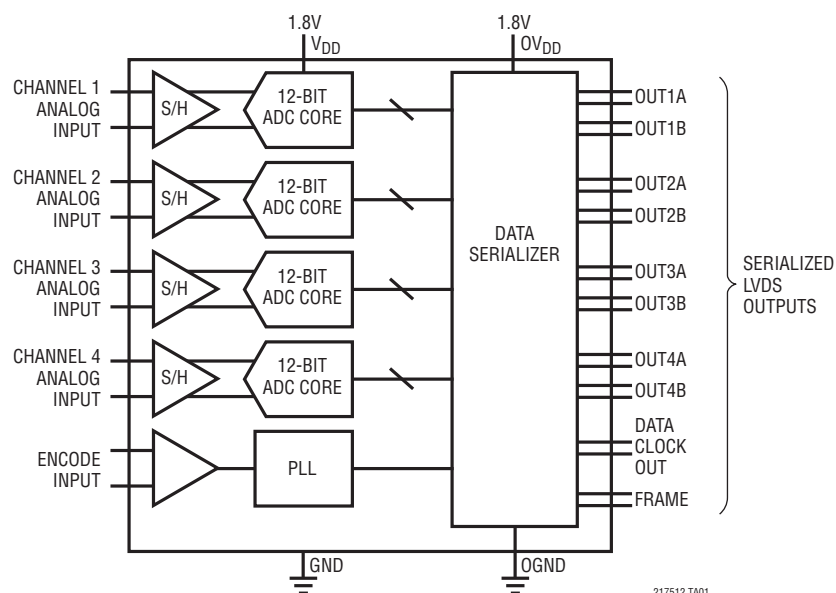 1.8V
VDD
1.8V
OVDD
CHANNEL 1
ANALOG
INPUT
S/H
12-BIT
ADC CORE
OUT1A
OUT1B
CHANNEL 2
ANALOG
INPUT
S/H
12-BIT
ADC CORE
OUT2A
OUT2B
DATA
SERIALIZER
CHANNEL 3
ANALOG
INPUT
S/H
12-BIT
ADC CORE
OUT3A
OUT3B
SERIALIZED
LVDS
OUTPUTS
CHANNEL 4
ANALOG
INPUT
S/H
12-BIT
ADC CORE
OUT4A
OUT4B
ENCODE
INPUT
PLL
DATA
CLOCK
OUT
FRAME
GND
OGND
217512 TA01